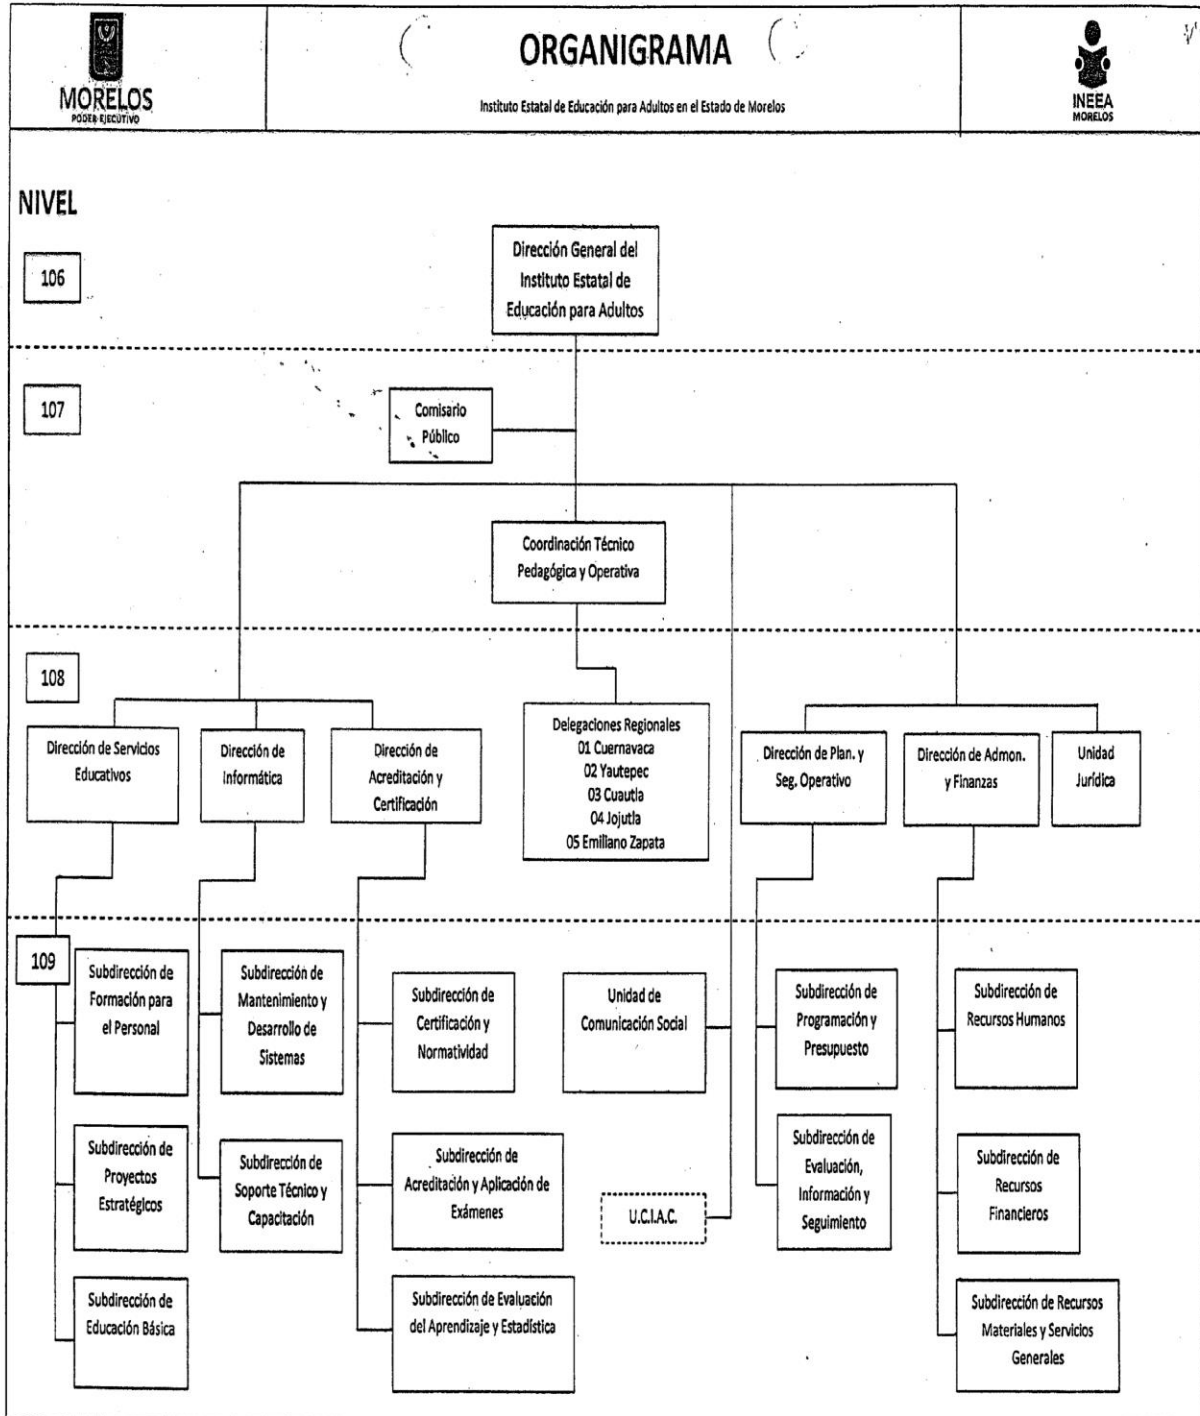 MORELOS
PODER EJECUTIVO
ORGANIGRAMA
Instituto Estatal de Educación para Adultos en el Estado de Morelos
INEEA
MORELOS
NIVEL
106
Dirección General del
Instituto Estatal de
Educación para Adultos
107
Comisario
Público
Coordinación Técnico
Pedagógica y Operativa
108
Dirección de Servicios
Educativos
Dirección de
Informática
Dirección de
Acreditación y
Certificación
Delegaciones Regionales
01 Cuernavaca
02 Yautepec
03 Cuautla
04 Jojutla
05 Emiliano Zapata
Dirección de Plan. y
Seg. Operativo
Dirección de Admon.
y Finanzas
Unidad
Jurídica
109
Subdirección de
Formación para
el Personal
Subdirección de
Mantenimiento y
Desarrollo de
Sistemas
Subdirección de
Certificación y
Normatividad
Unidad de
Comunicación Social
Subdirección de
Programación y
Presupuesto
Subdirección de
Recursos Humanos
Subdirección de
Proyectos
Estratégicos
Subdirección de
Soporte Técnico y
Capacitación
Subdirección de
Acreditación y Aplicación de
Exámenes
U.C.I.A.C.
Subdirección de
Evaluación,
Información y
Seguimiento
Subdirección de
Recursos
Financieros
Subdirección de
Educación Básica
Subdirección de Evaluación
del Aprendizaje y Estadística
Subdirección de Recursos
Materiales y Servicios
Generales